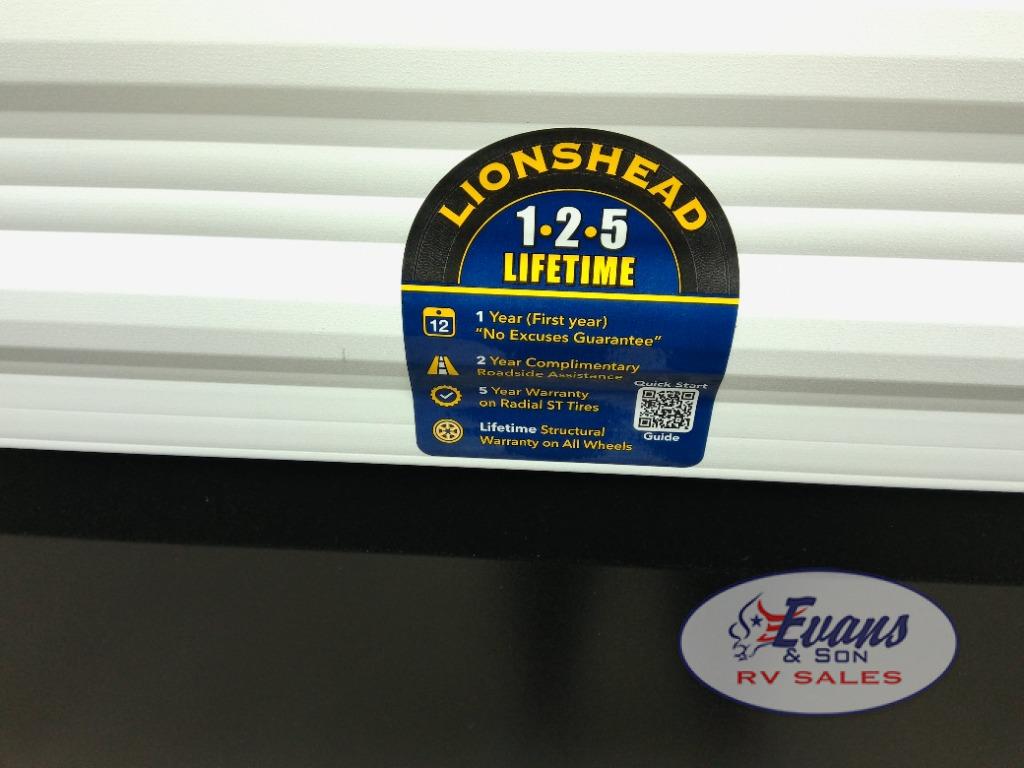 LIONSHEAD
1•2•5
LIFETIME
12
1 Year (First year)
"No Excuses Guarantee"
2 Year Complimentary
Roadside Assistance
5 Year Warranty
on Radial ST Tires
Quick Start
Guide
Lifetime Structural
Warranty on All Wheels
Evans
& SON
RV SALES